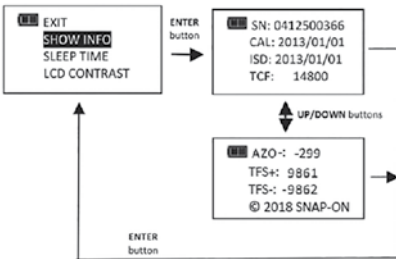 EXIT
SHOW INFO
SLEEP TIME
LCD CONTRAST
ENTER
button
SN: 0412500366
CAL: 2013/01/01
ISD: 2013/01/01
TCF: 14800
UP/DOWN buttons
AZO-: -299
TFS+: 9861
TFS-: -9862
© 2018 SNAP-ON
ENTER
button